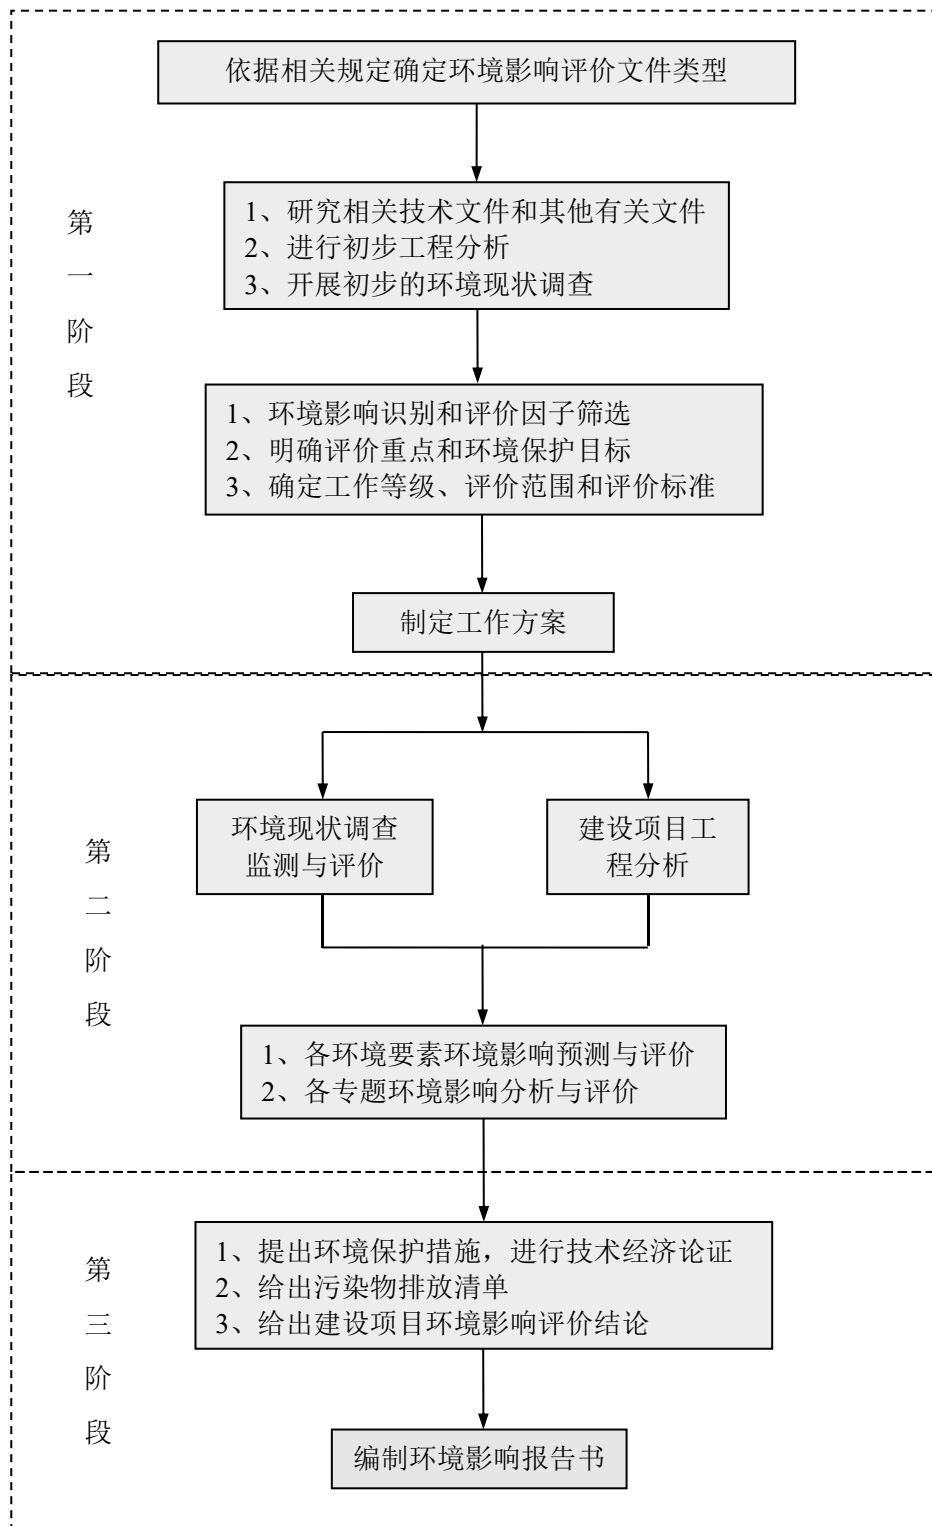 依据相关规定确定环境影响评价文件类型
第
一
阶
段
1、研究相关技术文件和其他有关文件
2、进行初步工程分析
3、开展初步的环境现状调查
1、环境影响识别和评价因子筛选
2、明确评价重点和环境保护目标
3、确定工作等级、评价范围和评价标准
制定工作方案
第
二
阶
段
环境现状调查
监测与评价
建设项目工
程分析
1、各环境要素环境影响预测与评价
2、各专题环境影响分析与评价
第
三
阶
段
1、提出环境保护措施，进行技术经济论证
2、给出污染物排放清单
3、给出建设项目环境影响评价结论
编制环境影响报告书